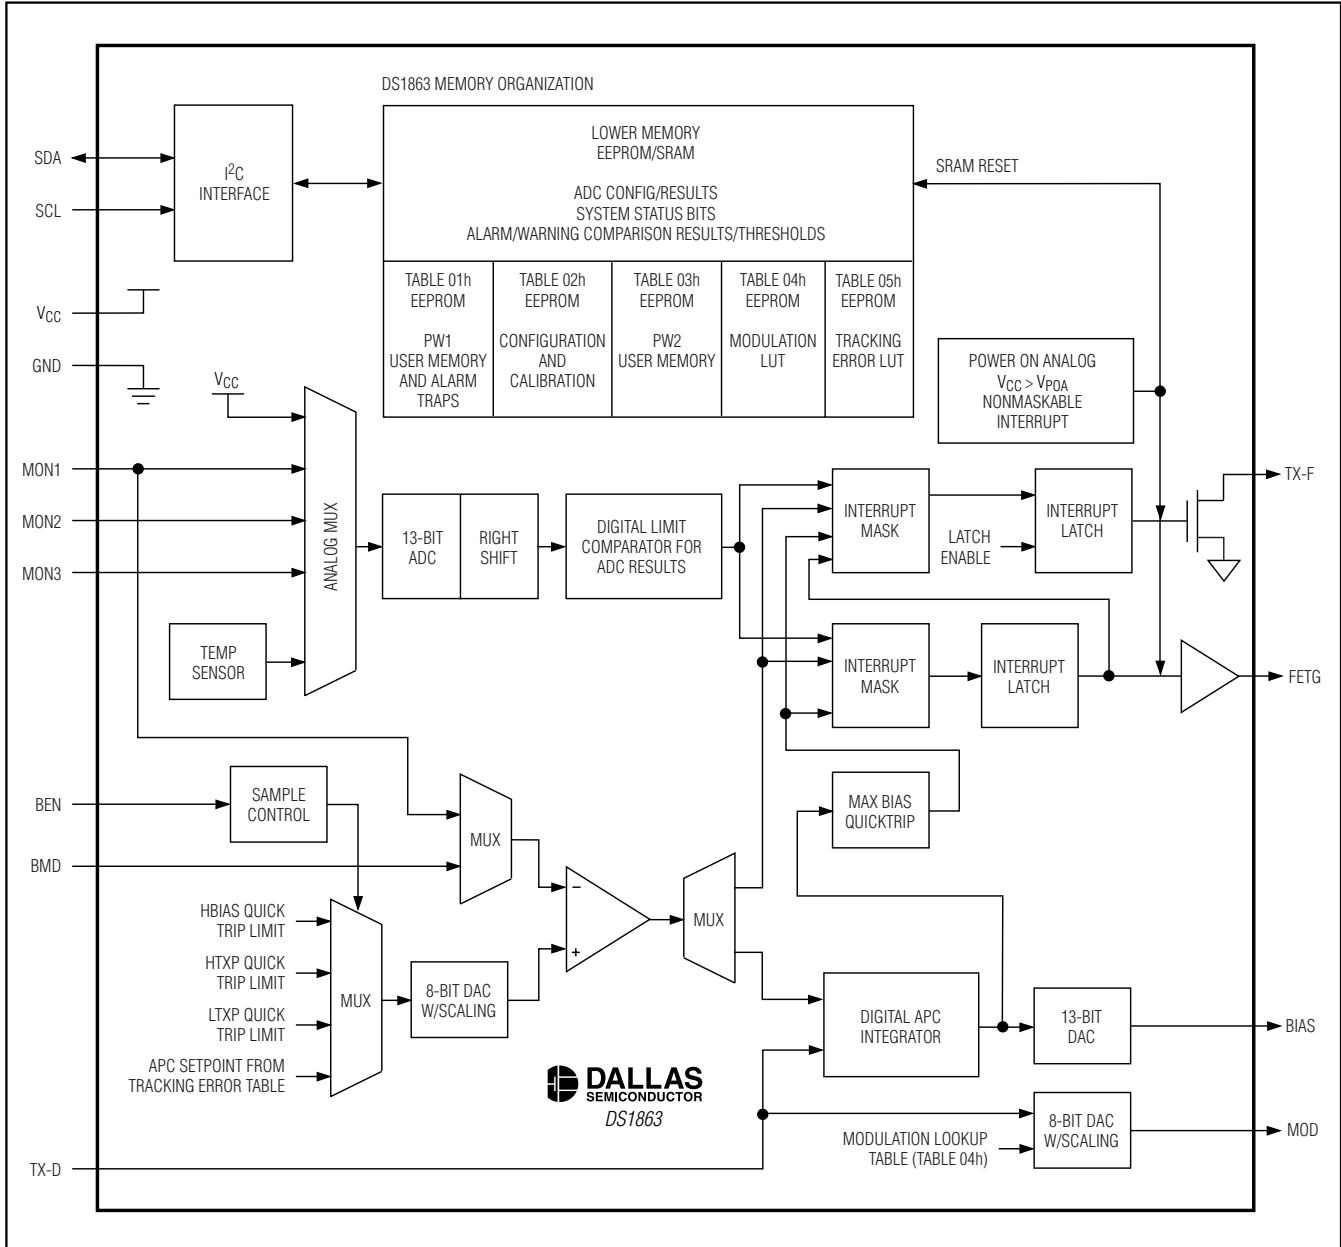 DS1863 MEMORY ORGANIZATION
SDA
SCL
I²C
INTERFACE
LOWER MEMORY
EEPROM/SRAM
ADC CONFIG/RESULTS
SYSTEM STATUS BITS
ALARM/WARNING COMPARISON RESULTS/THRESHOLDS
SRAM RESET
TABLE 01h
EEPROM
PW1
USER MEMORY
AND ALARM
TRAPS
TABLE 02h
EEPROM
CONFIGURATION
AND
CALIBRATION
TABLE 03h
EEPROM
PW2
USER MEMORY
TABLE 04h
EEPROM
MODULATION
LUT
TABLE 05h
EEPROM
TRACKING
ERROR LUT
VCC
GND
VCC
POWER ON ANALOG
VCC > VPOA
NONMASKABLE
INTERRUPT
MON1
MON2
MON3
ANALOG MUX
13-BIT
ADC
RIGHT
SHIFT
DIGITAL LIMIT
COMPARATOR FOR
ADC RESULTS
INTERRUPT
MASK
LATCH
ENABLE
INTERRUPT
LATCH
TX-F
TEMP
SENSOR
INTERRUPT
MASK
INTERRUPT
LATCH
FETG
BEN
SAMPLE
CONTROL
BMD
MUX
MAX BIAS
QUICKTRIP
HBIAS QUICK
TRIP LIMIT
HTXP QUICK
TRIP LIMIT
LTXP QUICK
TRIP LIMIT
APC SETPOINT FROM
TRACKING ERROR TABLE
MUX
8-BIT DAC
W/SCALING
−
+
MUX
DIGITAL APC
INTEGRATOR
13-BIT
DAC
BIAS
DALLAS
SEMICONDUCTOR
DS1863
MODULATION LOOKUP
TABLE (TABLE 04h)
8-BIT DAC
W/SCALING
MOD
TX-D